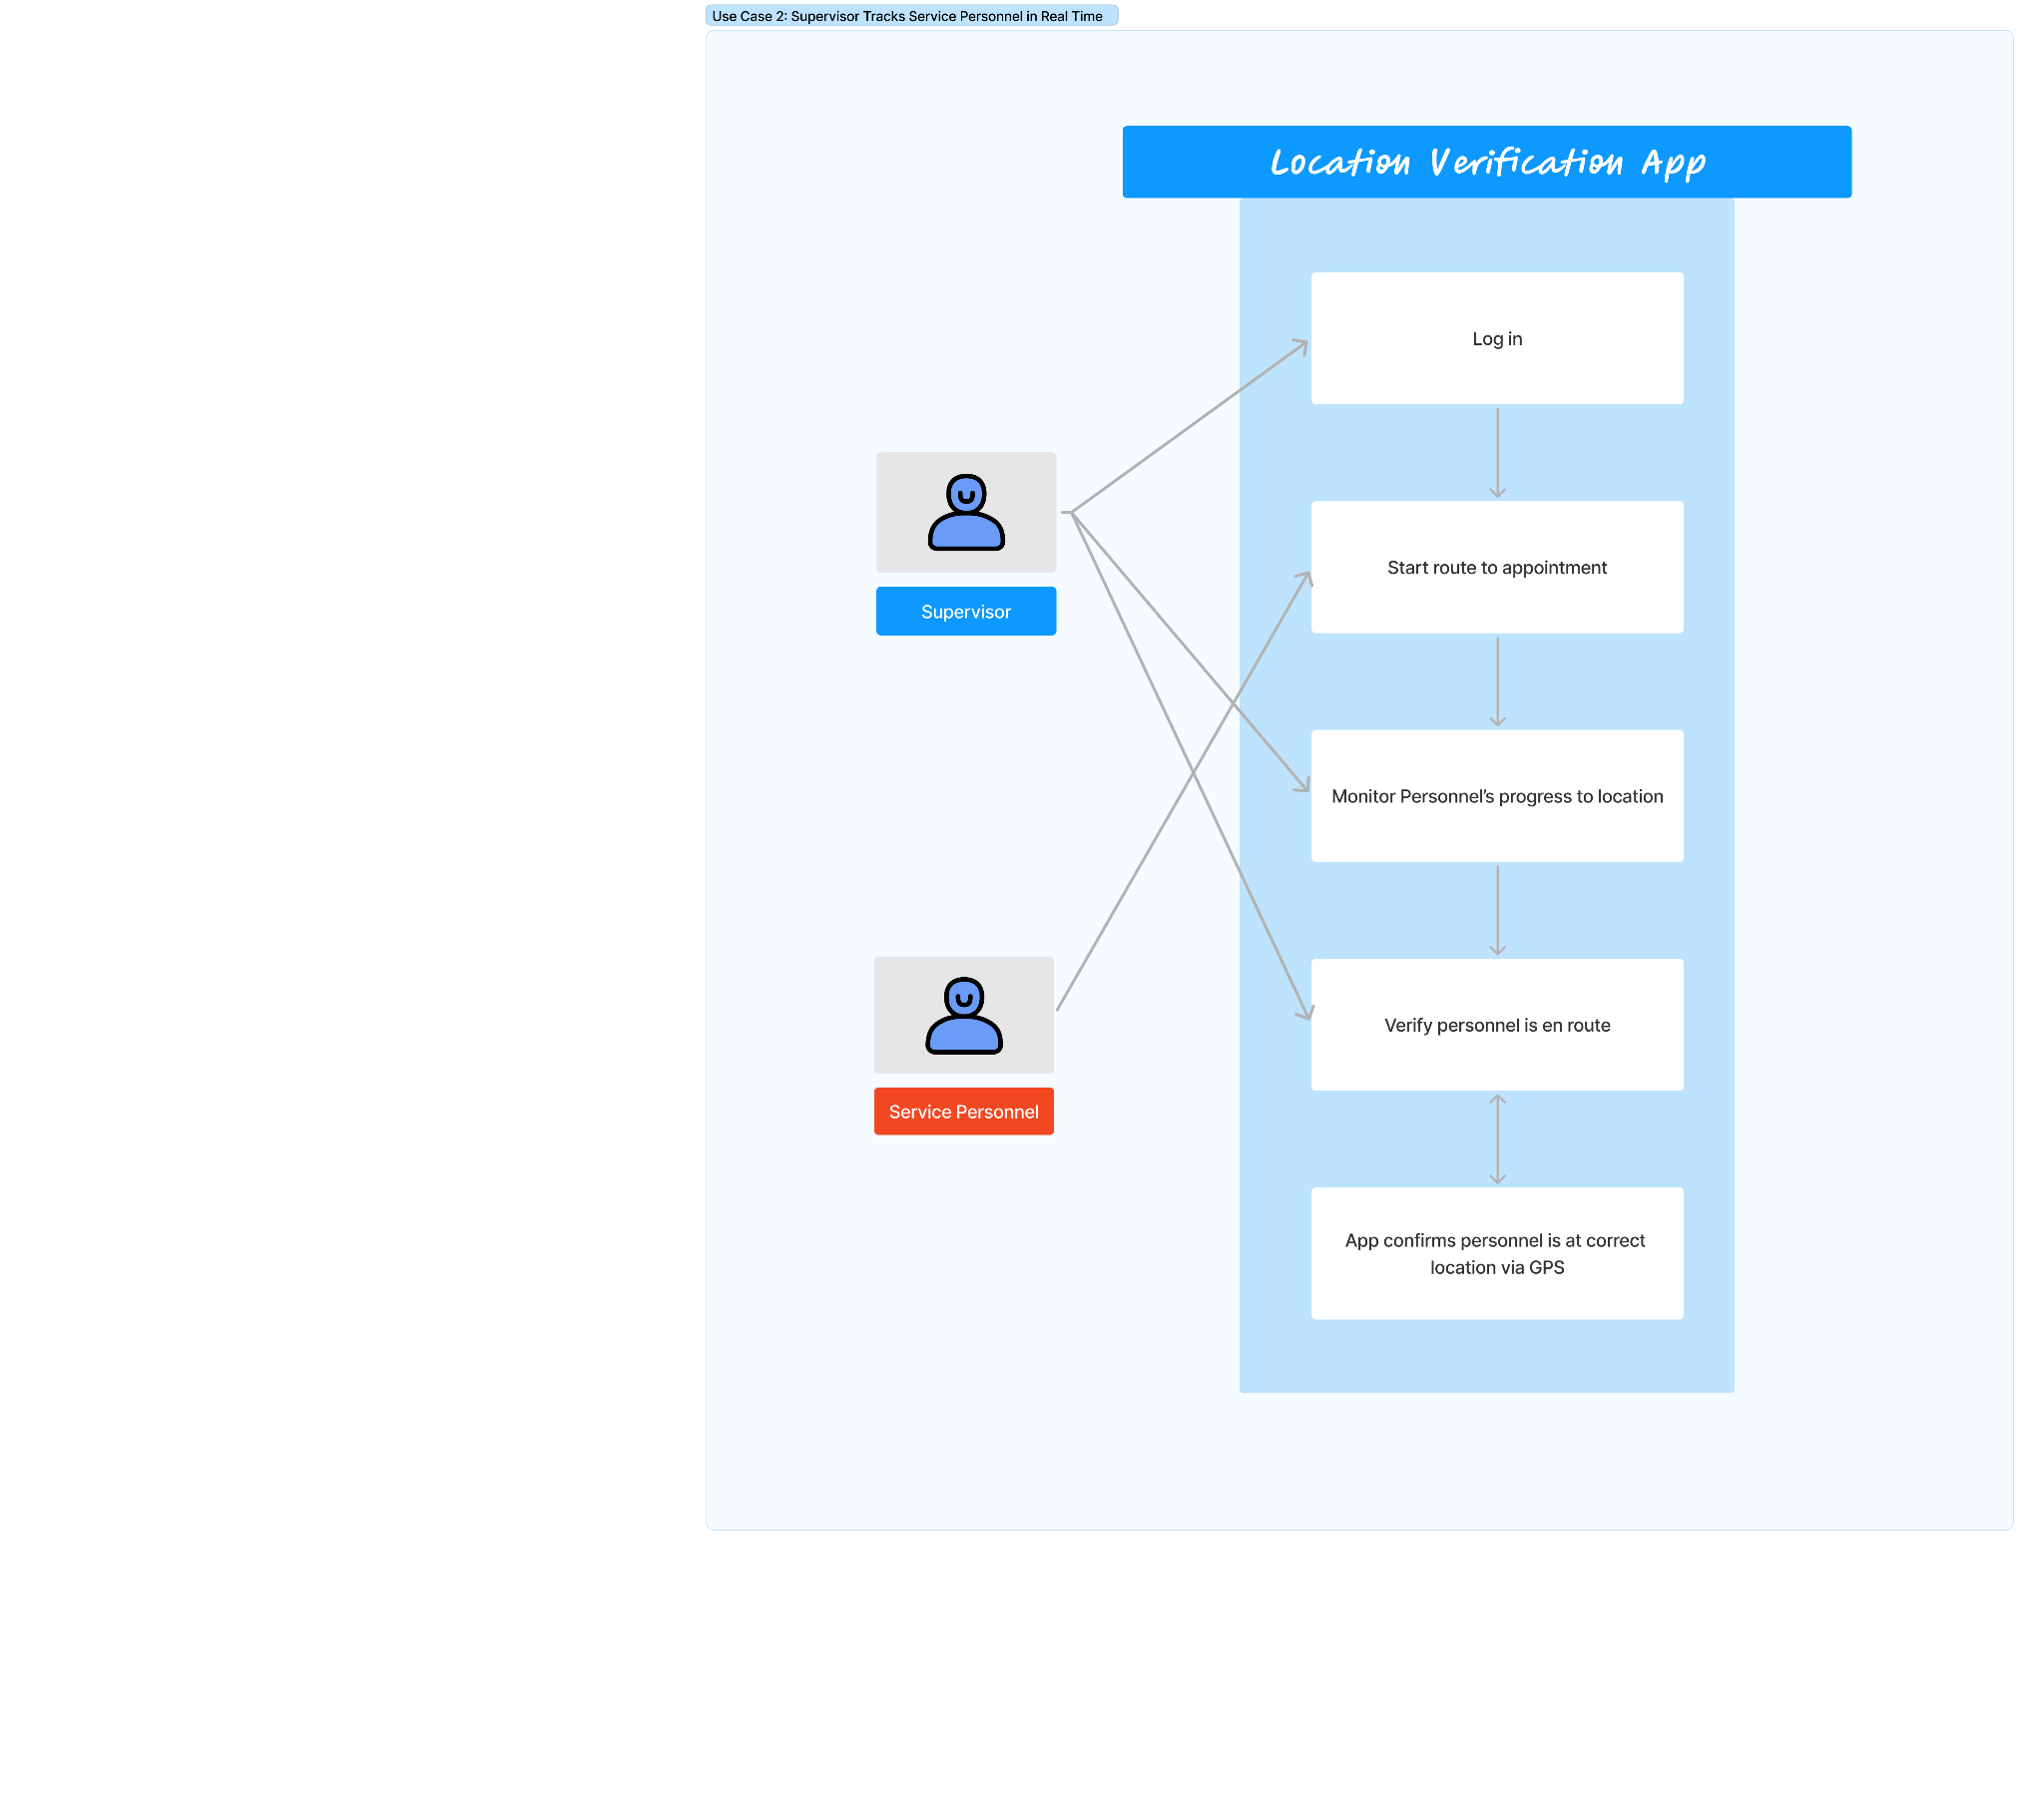 Use Case 2: Supervisor Tracks Service Personnel in Real Time
Location Verification App
Log in
Start route to appointment
Supervisor
Monitor Personnel's progress to location
Verify personnel is en route
Service Personnel
App confirms personnel is at correct
location via GPS